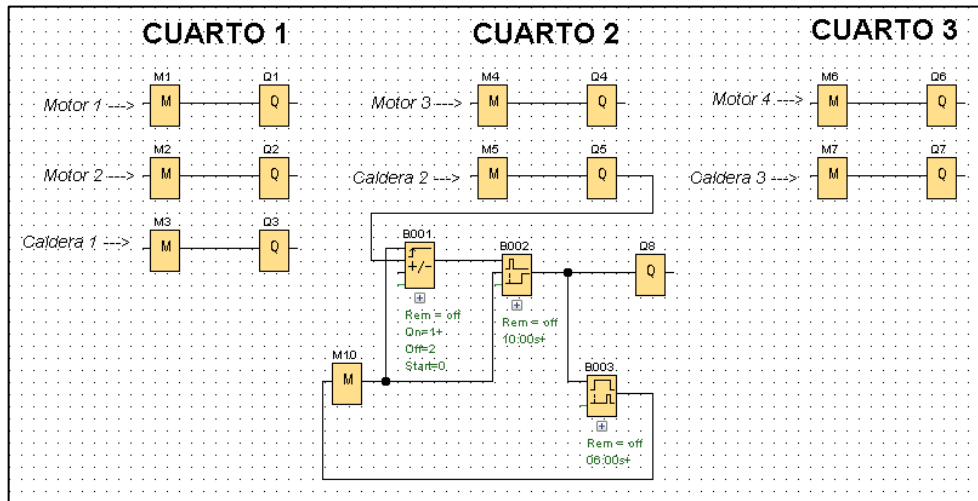 CUARTO 1 CUARTO 2 CUARTO 3
M1 Q1 M4 Q4 M6 Q6
Motor 1 ---> M Q Motor 3 ---> M Q Motor 4 ---> M Q
M2 Q2 M5 Q5 M7 Q7
Motor 2 ---> M Q Caldera 2 ---> M Q Caldera 3 ---> M Q
M3 Q3
Caldera 1 ---> M Q
B001 B002 Q8
+/- Q
Rem = off
On=1+
Off=2
Start=0
Rem = off
10:00s+
M10 B003
M
Rem = off
06:00s+